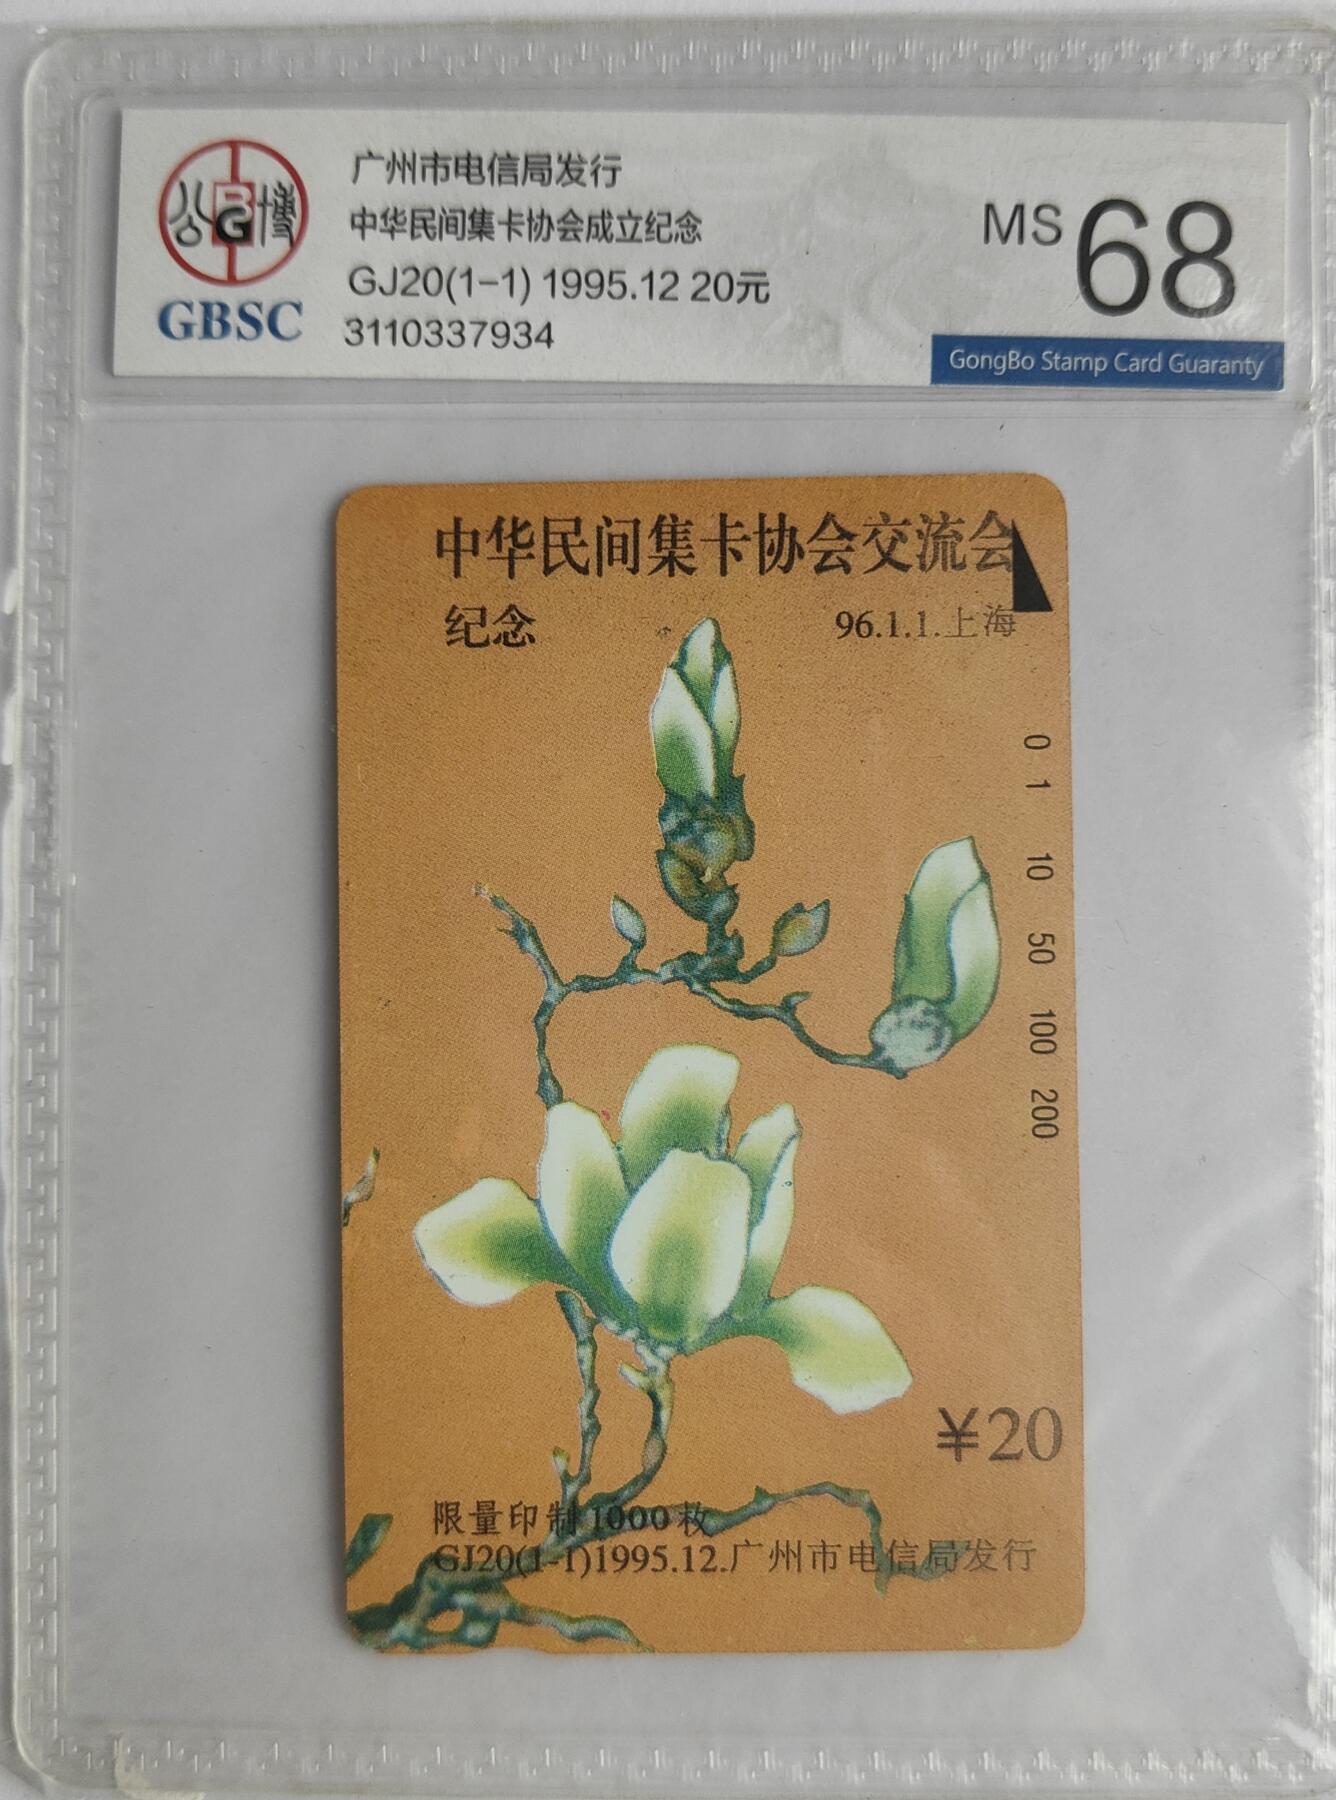 公博
BG
GBSC
广州市电信局发行
中华民间集卡协会成立纪念
GJ20(1-1) 1995.12 20元
3110337934
MS 68
GongBo Stamp Card Guaranty
中华民间集卡协会交流会
纪念
96.1.1.上海
0
1
10
50
100
200
¥20
限量印制1000枚
GJ20(1-1)1995.12.广州市电信局发行